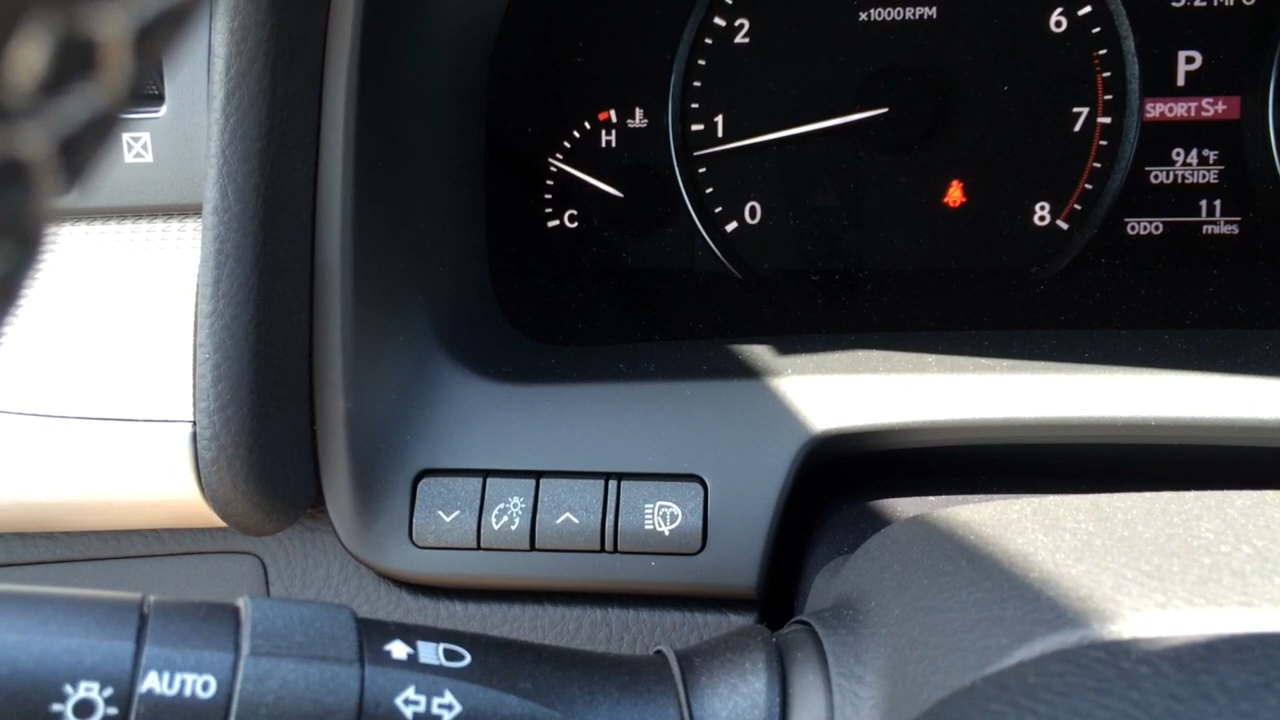 2
x1000RPM
6
P
SPORT S+
H
1
7
94 °F
OUTSIDE
C
0
8
11
ODO miles
AUTO